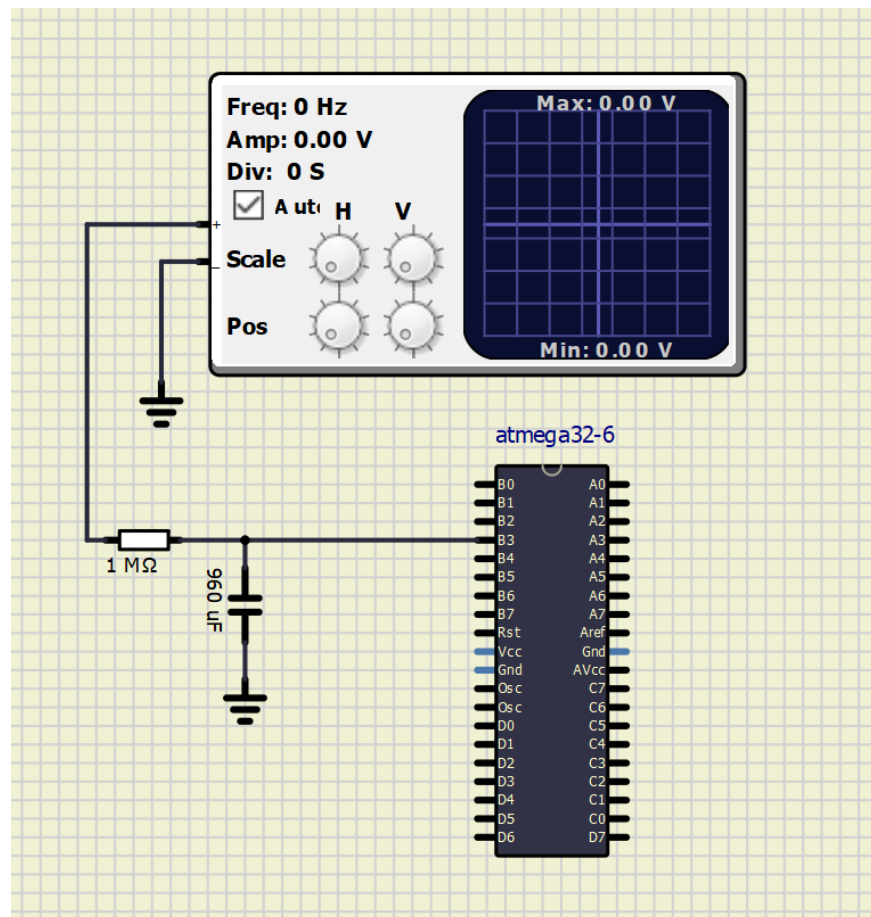 Freq: 0 Hz
Max: 0.00 V
Amp: 0.00 V
Div: 0 S
Auto H V
+
Scale
−
Pos
Min: 0.00 V
atmega32-6
B0 A0
B1 A1
B2 A2
B3 A3
B4 A4
B5 A5
B6 A6
B7 A7
Rst Aref
Vcc Gnd
Gnd AVcc
Osc C7
Osc C6
D0 C5
D1 C4
D2 C3
D3 C2
D4 C1
D5 C0
D6 D7
1 MΩ
960 uF